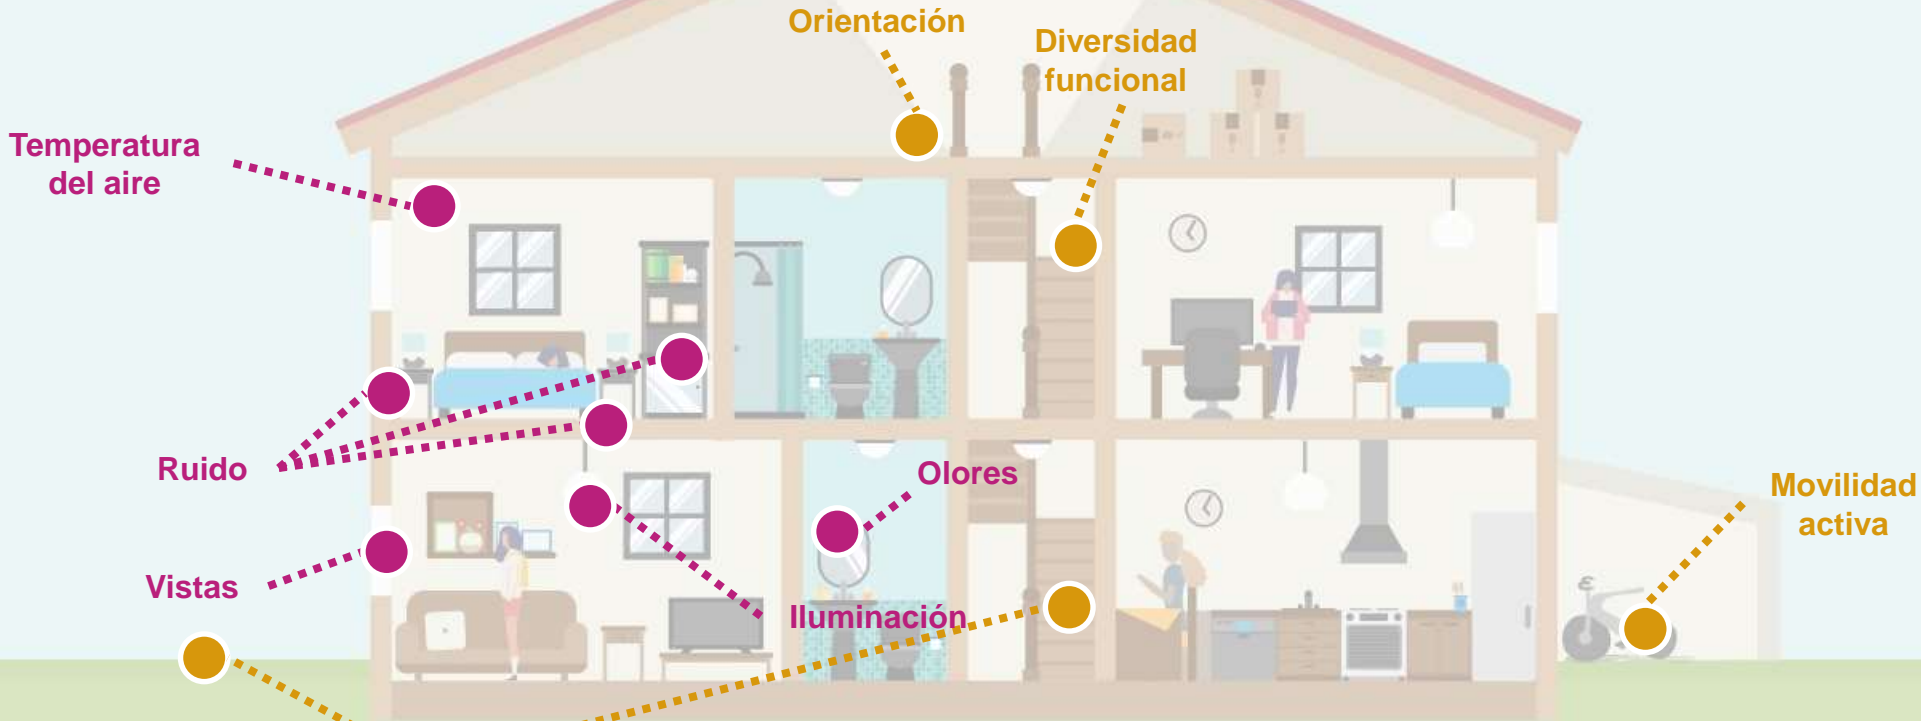 Orientación
Diversidad
funcional
Temperatura
del aire
Ruido
Olores
Movilidad
activa
Vistas
Iluminación